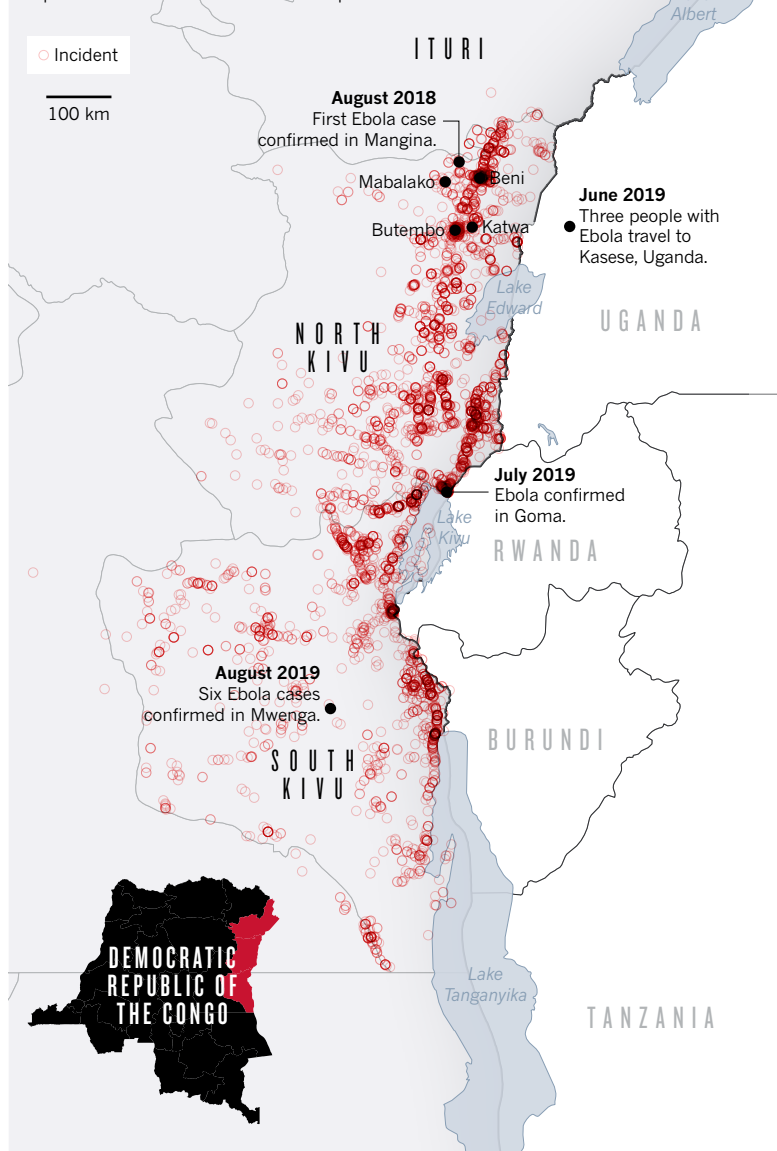 Albert
ITURI
Incident
100 km
August 2018
First Ebola case
confirmed in Mangina.
Mabalako
Beni
June 2019
Three people with
Ebola travel to
Kasese, Uganda.
Butembo
Katwa
Lake
Edward
UGANDA
NORTH
KIVU
July 2019
Ebola confirmed
in Goma.
Lake
Kivu
RWANDA
August 2019
Six Ebola cases
confirmed in Mwenga.
BURUNDI
SOUTH
KIVU
DEMOCRATIC
REPUBLIC OF
THE CONGO
Lake
Tanganyika
TANZANIA